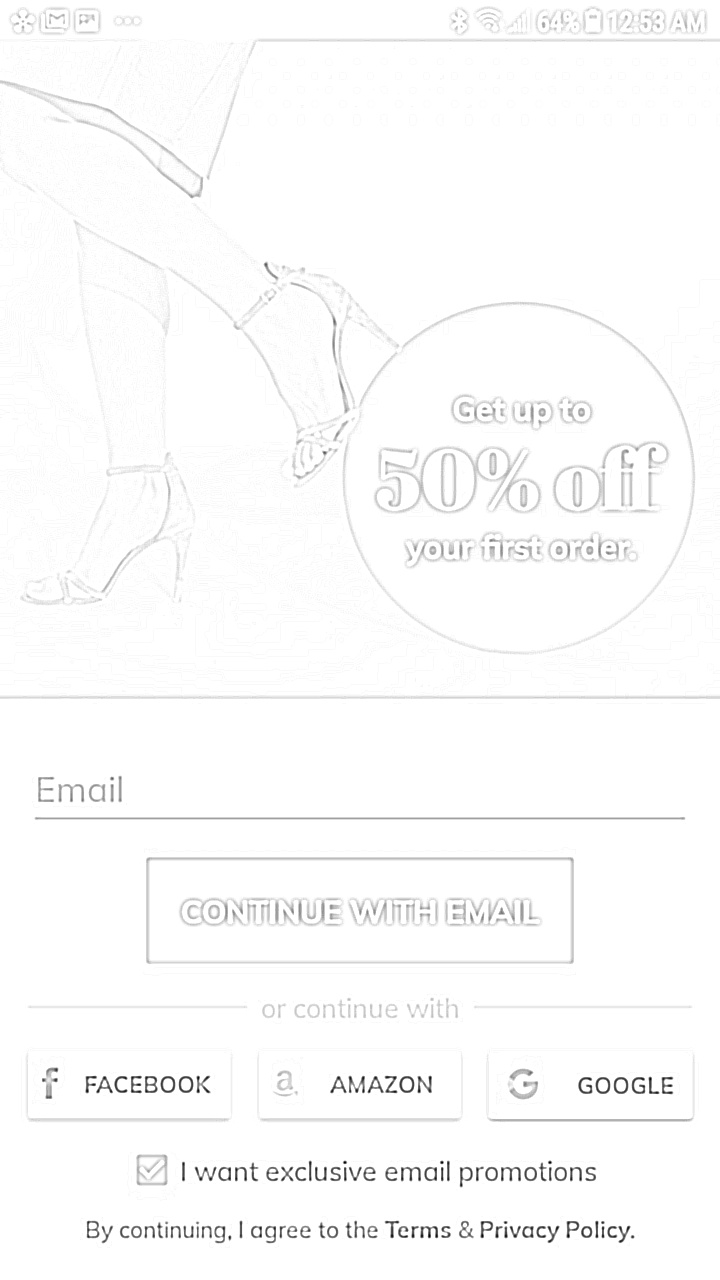 64% 12:53 AM
Get up to
50% off
your first order.
Email
CONTINUE WITH EMAIL
or continue with
f FACEBOOK a AMAZON G GOOGLE
I want exclusive email promotions
By continuing, I agree to the Terms & Privacy Policy.